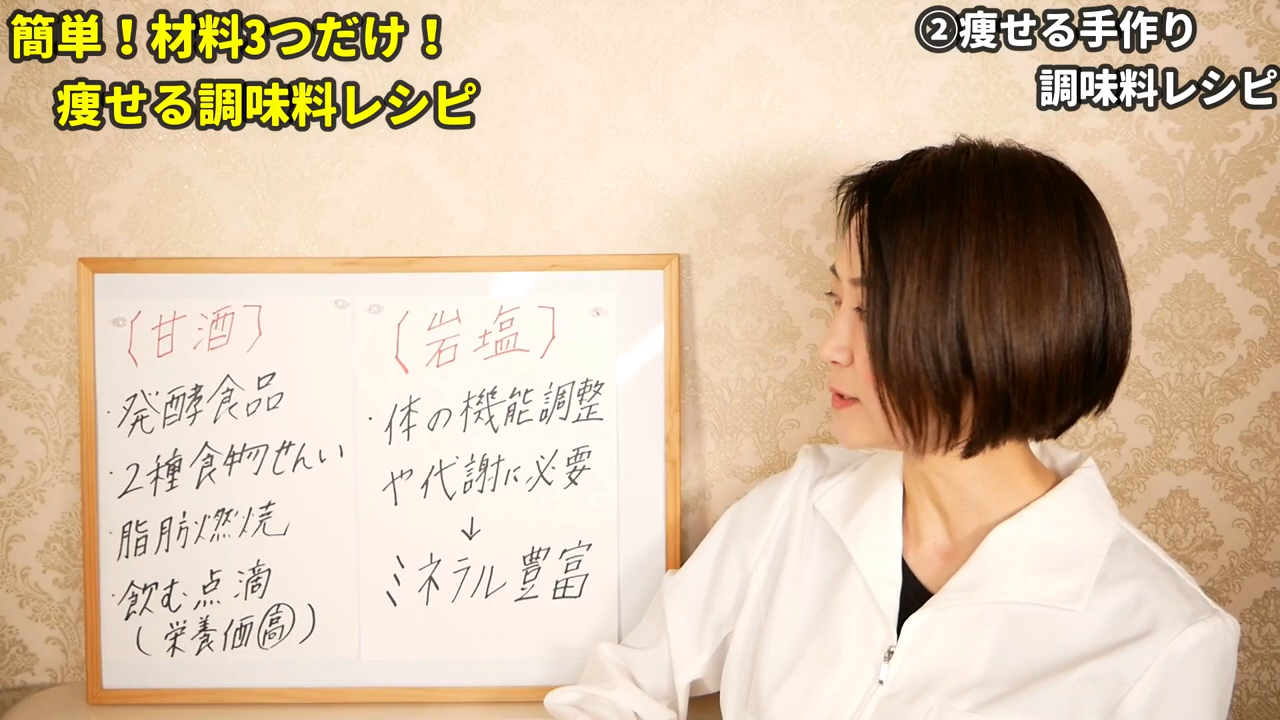 簡単！材料3つだけ！
痩せる調味料レシピ
②痩せる手作り
調味料レシピ
〔甘酒〕
・発酵食品
・2種食物せんい
・脂肪燃焼
・飲む点滴
（栄養価高）
〔岩塩〕
・体の機能調整
や代謝に必要
↓
ミネラル豊富